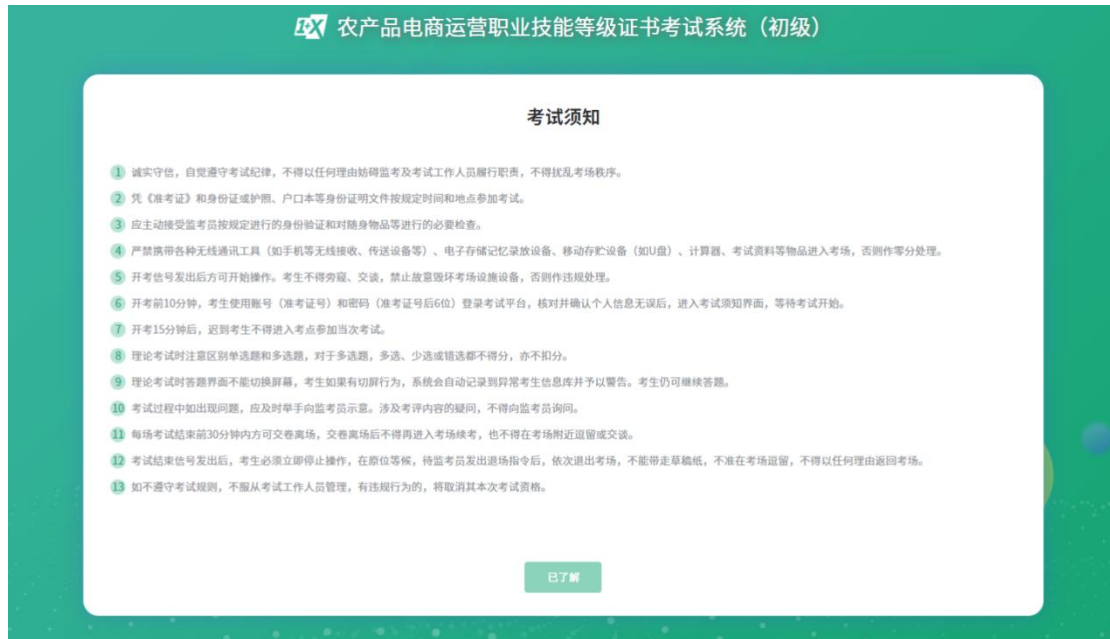 1+X 农产品电商运营职业技能等级证书考试系统（初级）
考试须知
1 诚实守信，自觉遵守考试纪律，不得以任何理由妨碍监考及考试工作人员履行职责，不得扰乱考场秩序。
2 凭《准考证》和身份证或护照、户口本等身份证明文件按规定时间和地点参加考试。
3 应主动接受监考员按规定进行的身份验证和对随身物品等进行的必要检查。
4 严禁携带各种无线通讯工具（如手机等无线接收、传送设备等）、电子存储记忆录放设备、移动存贮设备（如U盘）、计算器、考试资料等物品进入考场，否则作零分处理。
5 开考信号发出后方可开始操作。考生不得旁窥、交谈，禁止故意毁坏考场设施设备，否则作违规处理。
6 开考前10分钟，考生使用账号（准考证号）和密码（准考证号后6位）登录考试平台，核对并确认个人信息无误后，进入考试须知界面，等待考试开始。
7 开考15分钟后，迟到考生不得进入考点参加当次考试。
8 理论考试时注意区别单选题和多选题，对于多选题，多选、少选或错选都不得分，亦不扣分。
9 理论考试时答题界面不能切换屏幕，考生如果有切屏行为，系统会自动记录到异常考生信息库并予以警告。考生仍可继续答题。
10 考试过程中如出现问题，应及时举手向监考员示意。涉及考评内容的疑问，不得向监考员询问。
11 每场考试结束前30分钟内方可交卷离场，交卷离场后不得再进入考场续考，也不得在考场附近逗留或交谈。
12 考试结束信号发出后，考生必须立即停止操作，在原位等候，待监考员发出退场指令后，依次退出考场，不能带走草稿纸，不准在考场逗留，不得以任何理由返回考场。
13 如不遵守考试规则，不服从考试工作人员管理，有违规行为的，将取消其本次考试资格。
已了解